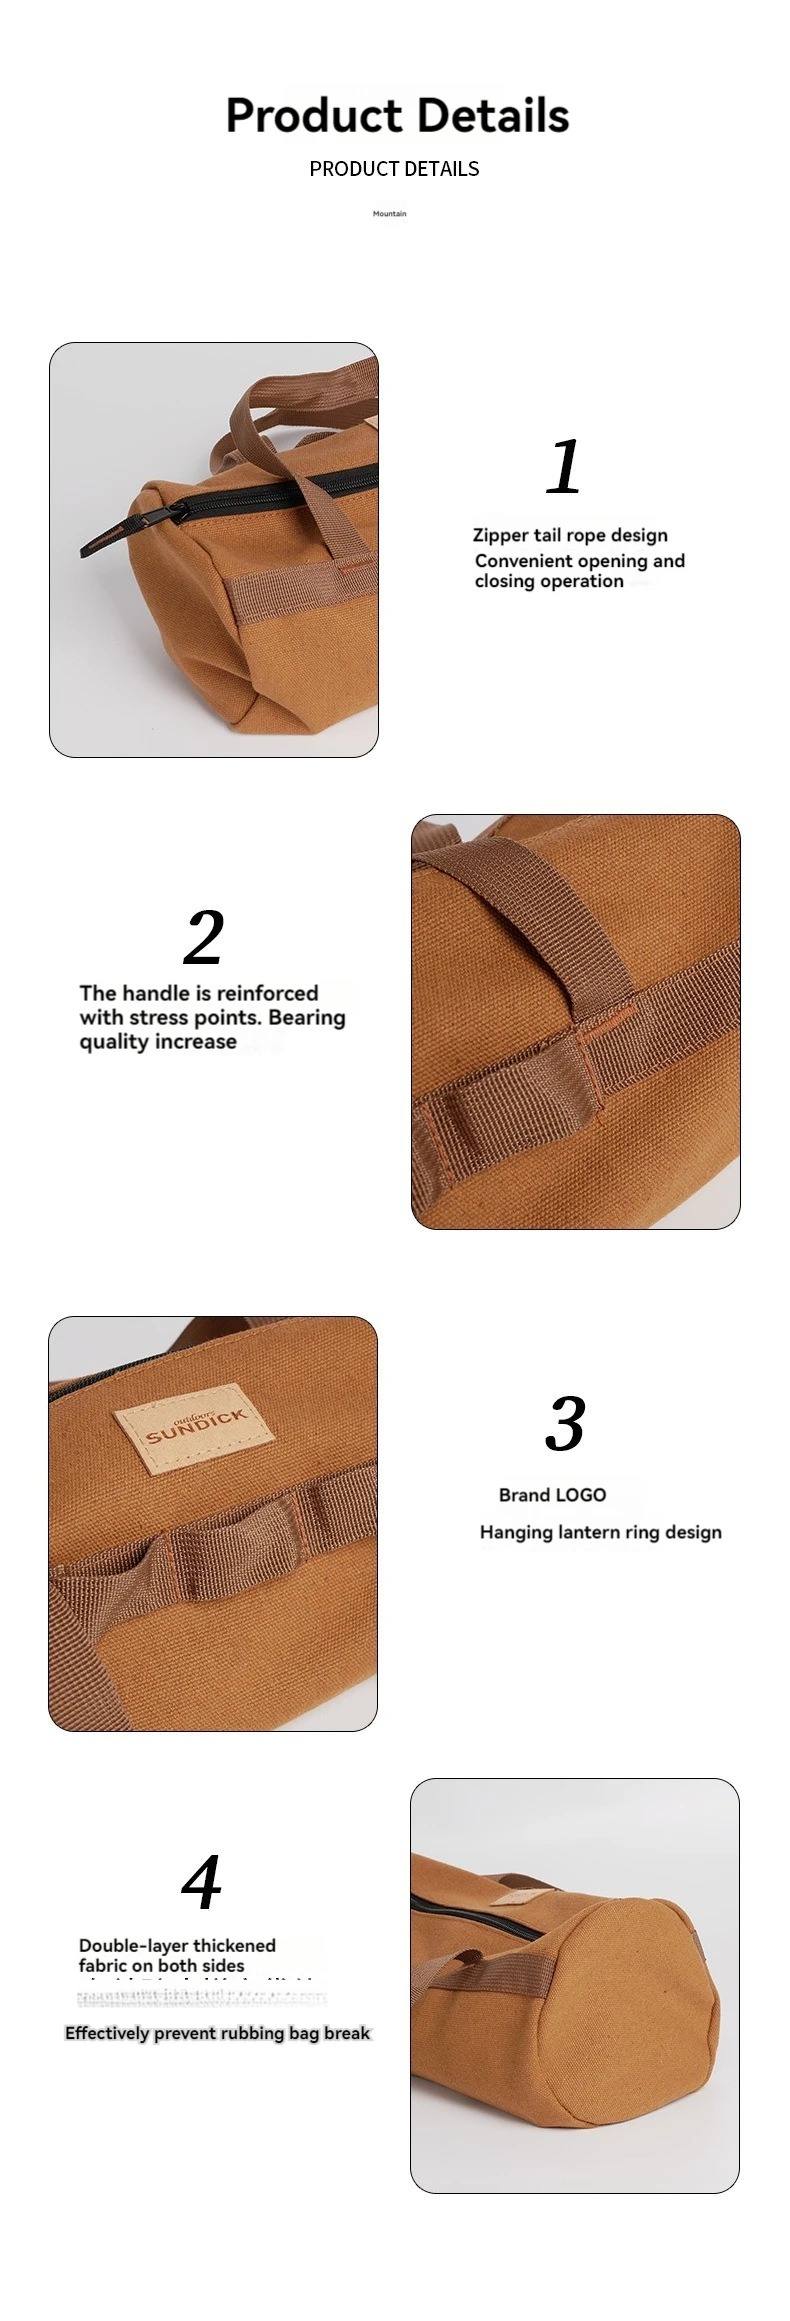 Product Details
PRODUCT DETAILS
Mountain
1
Zipper tail rope design
Convenient opening and
closing operation
2
The handle is reinforced
with stress points. Bearing
quality increase
outdoors
SUNDICK
3
Brand LOGO
Hanging lantern ring design
4
Double-layer thickened
fabric on both sides
Effectively prevent rubbing bag break